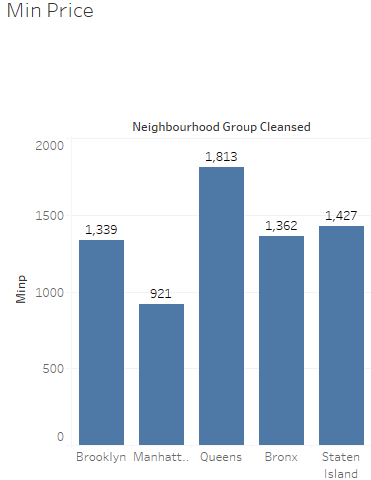 Min Price
Neighbourhood Group Cleansed
2000
1500
1000
500
0
Minp
1,339
921
1,813
1,362
1,427
Brooklyn
Manhatt..
Queens
Bronx
Staten
Island